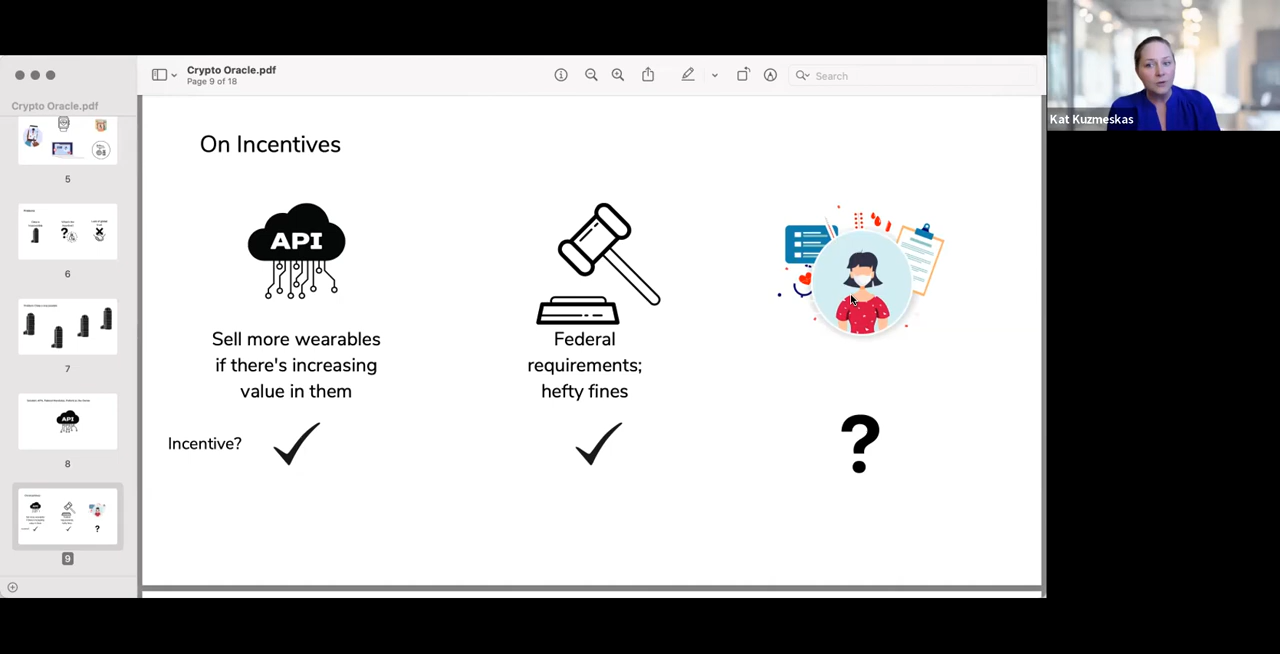 Crypto Oracle.pdf
Page 9 of 18
Search
Crypto Oracle.pdf
5
6
7
8
9
API
On Incentives
API
Sell more wearables
if there's increasing
value in them
Federal
requirements;
hefty fines
Incentive?
?
Kat Kuzmeskas